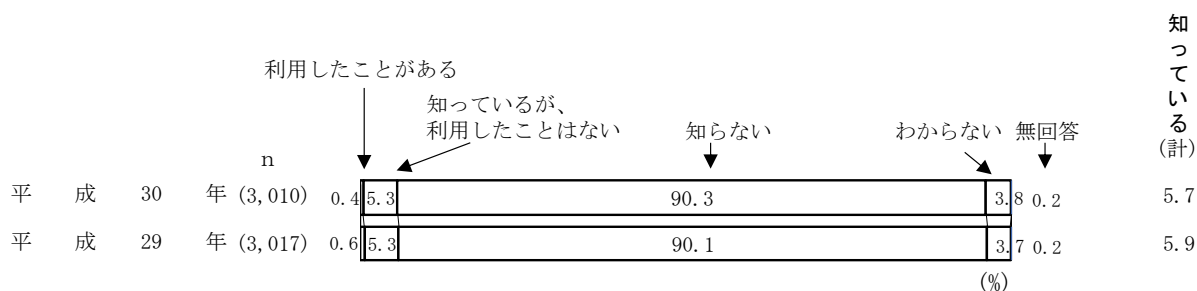 利用したことがある
知っているが、
利用したことはない
知らない
わからない
無回答
知っている
(計)
n
平成30年(3,010) 0.4 5.3 90.3 3.8 0.2 5.7
平成29年(3,017) 0.6 5.3 90.1 3.7 0.2 5.9
(%)